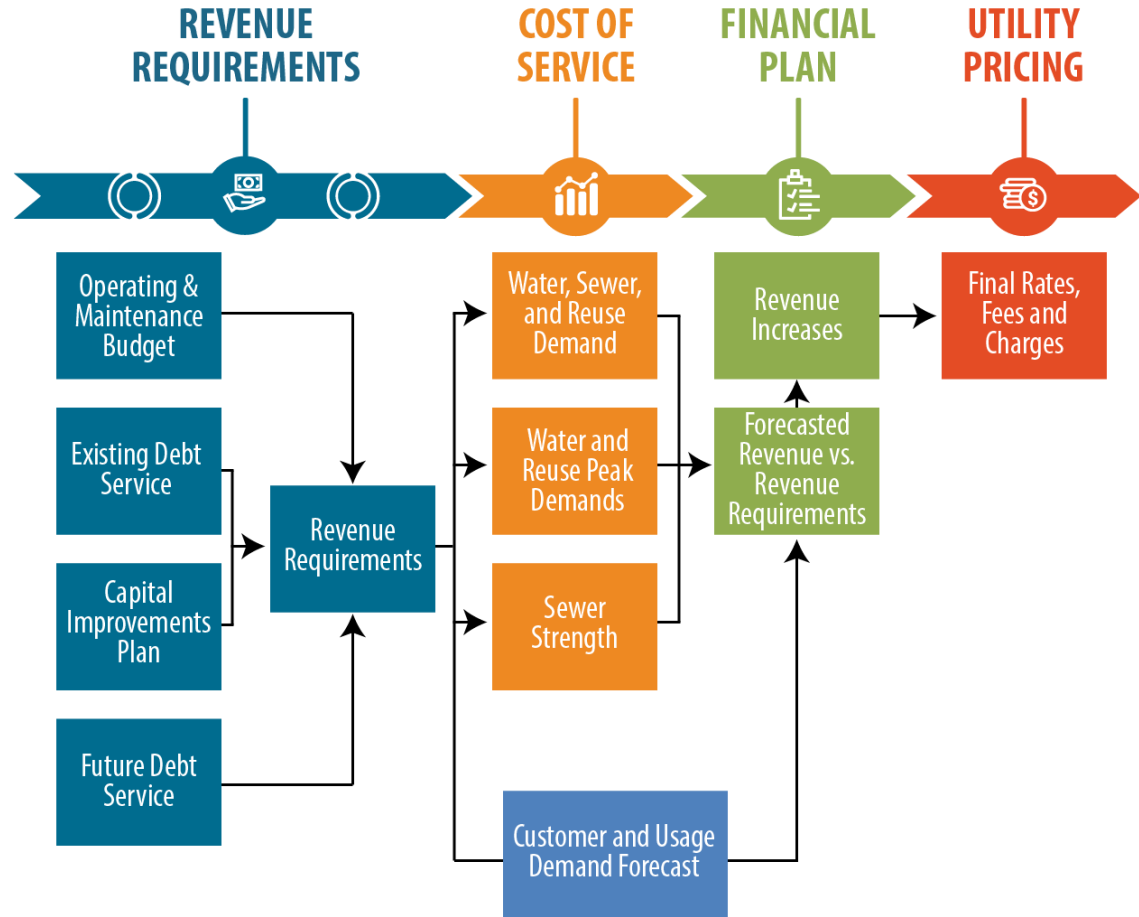 REVENUE
REQUIREMENTS
COST OF
SERVICE
FINANCIAL
PLAN
UTILITY
PRICING
$
Operating &
Maintenance
Budget
Existing Debt
Service
Capital
Improvements
Plan
Future Debt
Service
Revenue
Requirements
Water, Sewer,
and Reuse
Demand
Water and
Reuse Peak
Demands
Sewer
Strength
Customer and Usage
Demand Forecast
Revenue
Increases
Forecasted
Revenue vs.
Revenue
Requirements
Final Rates,
Fees and
Charges